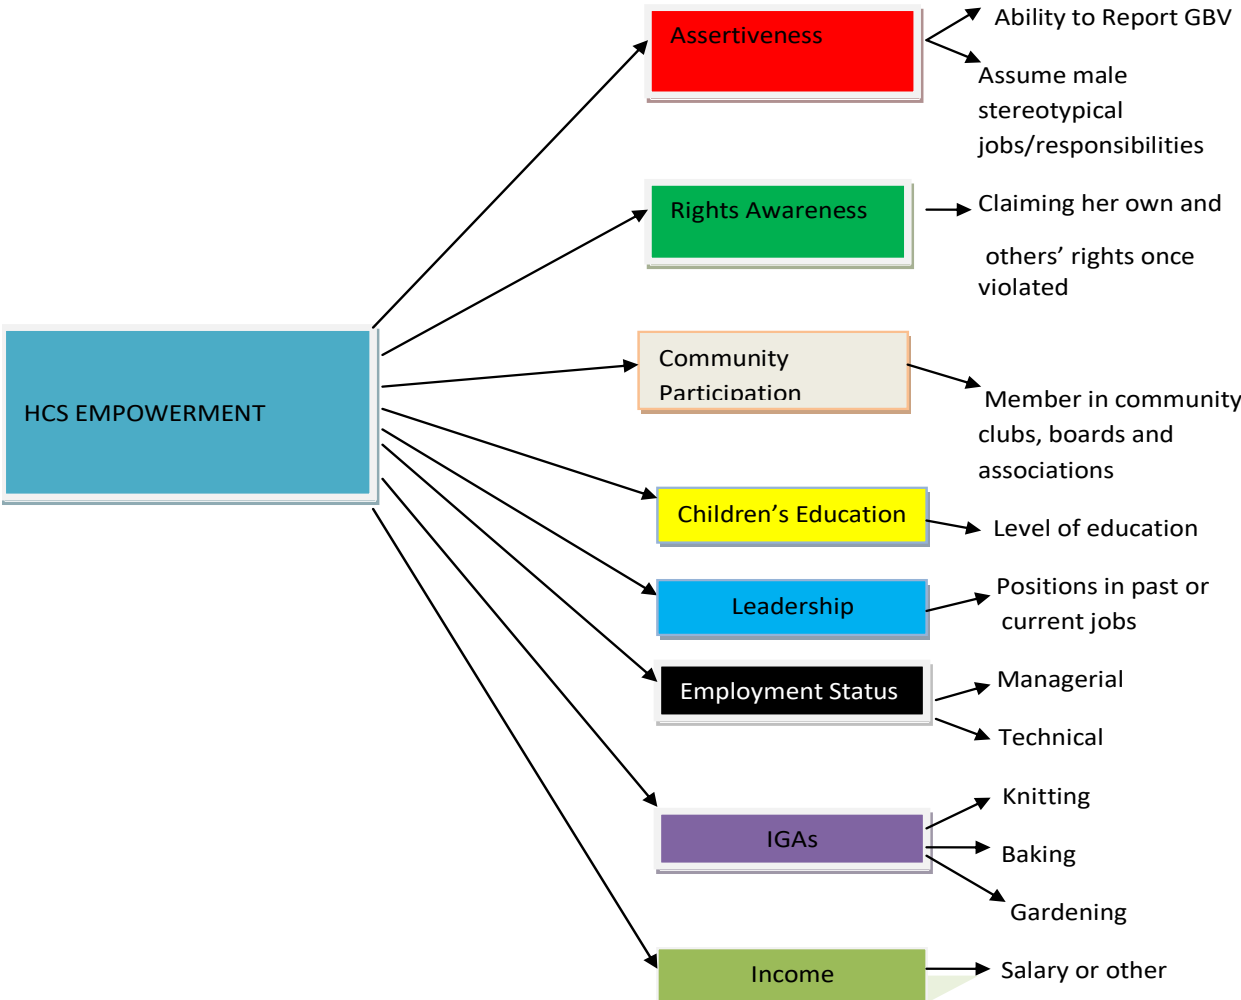 Ability to Report GBV
Assertiveness
Assume male
stereotypical
jobs/responsibilities
Rights Awareness
Claiming her own and
others’ rights once
violated
Community
Participation
Member in community
clubs, boards and
associations
HCS EMPOWERMENT
Children’s Education
Level of education
Leadership
Positions in past or
current jobs
Employment Status
Managerial
Technical
IGAs
Knitting
Baking
Gardening
Income
Salary or other